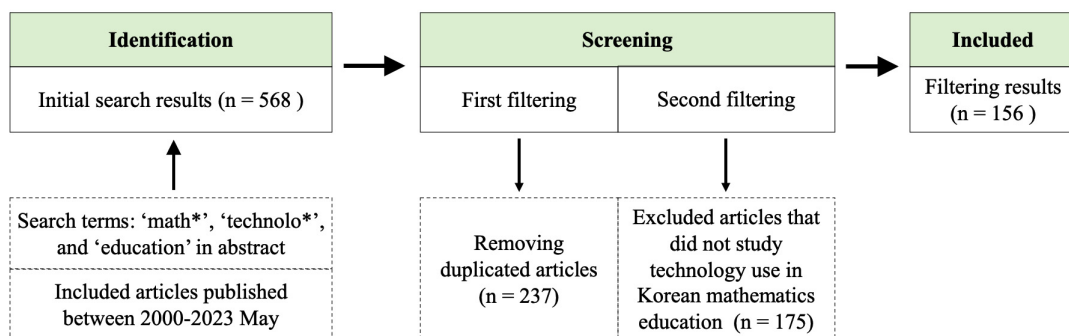 Identification
Initial search results (n = 568 )
Search terms: ‘math*’, ‘technolo*’,
and ‘education’ in abstract
Included articles published
between 2000-2023 May
Screening
First filtering
Second filtering
Removing
duplicated articles
(n = 237)
Excluded articles that
did not study
technology use in
Korean mathematics
education (n = 175)
Included
Filtering results
(n = 156 )